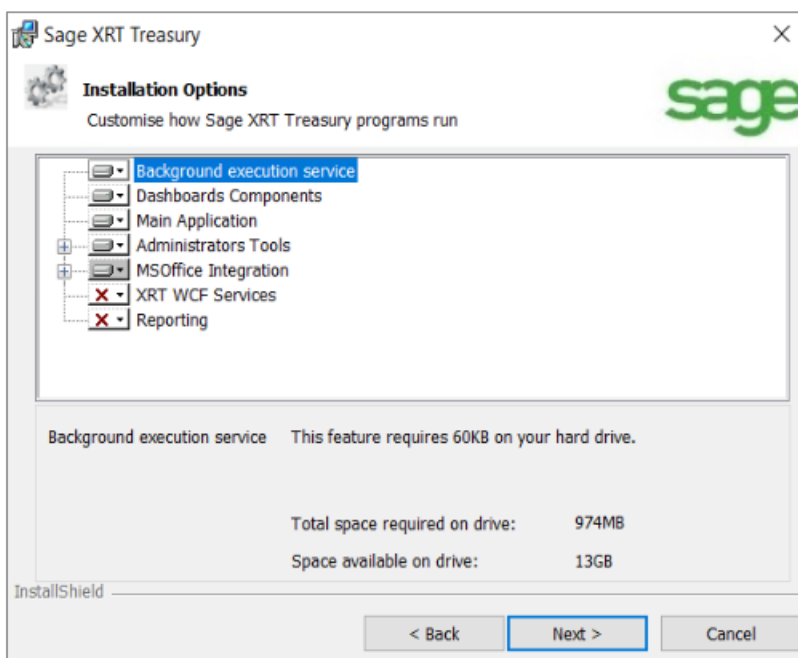 Sage XRT Treasury
Installation Options
Customise how Sage XRT Treasury programs run
sage
Background execution service
Dashboards Components
Main Application
Administrators Tools
MSOffice Integration
XRT WCF Services
Reporting
Background execution service This feature requires 60KB on your hard drive.
Total space required on drive: 974MB
Space available on drive: 13GB
InstallShield
< Back Next > Cancel